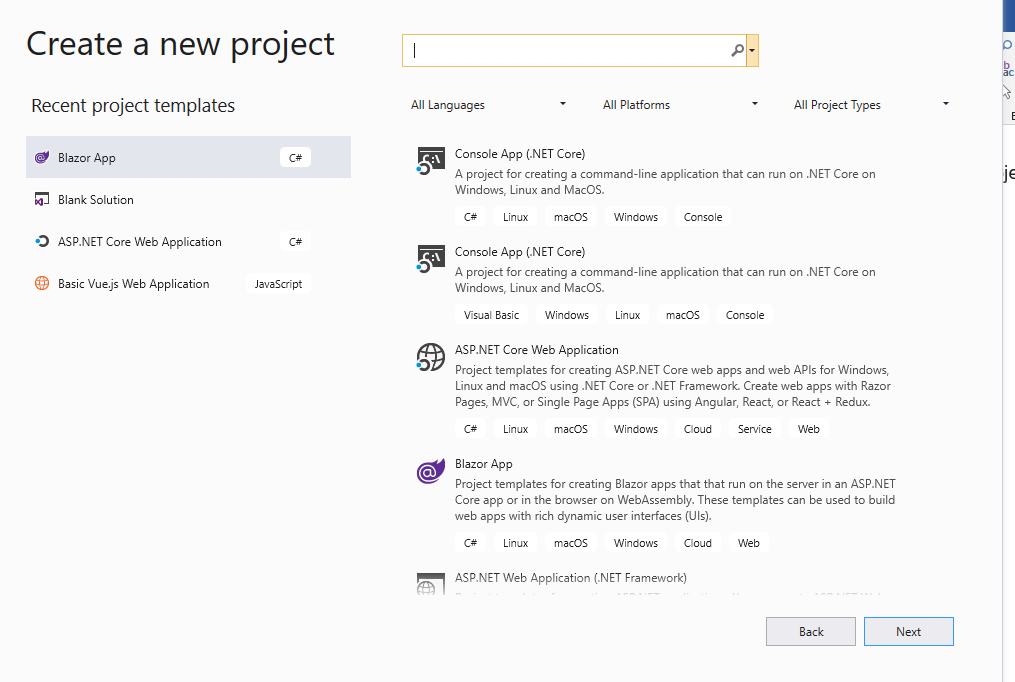 Create a new project
Recent project templates
Blazor App
C#
Blank Solution
ASP.NET Core Web Application
C#
Basic Vue.js Web Application
JavaScript
All Languages
All Platforms
All Project Types
Console App (.NET Core)
A project for creating a command-line application that can run on .NET Core on
Windows, Linux and MacOS.
C# Linux macOS Windows Console
Console App (.NET Core)
A project for creating a command-line application that can run on .NET Core on
Windows, Linux and MacOS.
Visual Basic Windows Linux macOS Console
ASP.NET Core Web Application
Project templates for creating ASP.NET Core web apps and web APIs for Windows,
Linux and macOS using .NET Core or .NET Framework. Create web apps with Razor
Pages, MVC, or Single Page Apps (SPA) using Angular, React, or React + Redux.
C# Linux macOS Windows Cloud Service Web
Blazor App
Project templates for creating Blazor apps that that run on the server in an ASP.NET
Core app or in the browser on WebAssembly. These templates can be used to build
web apps with rich dynamic user interfaces (UIs).
C# Linux macOS Windows Cloud Web
ASP.NET Web Application (.NET Framework)
Back
Next